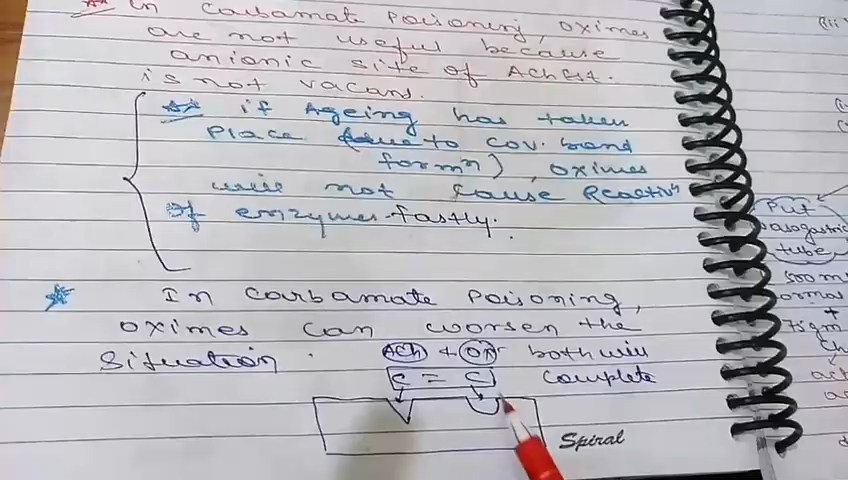 In carbamate poisoning, oximes
are not useful because
anionic site of AchEst.
is not vacant.
if Ageing has taken
Place (due to cov. bond
formn), oximes
will not cause Reactivn
of enzymes fastly.
In carbamate poisoning,
oximes can worsen the
Situation. ACh + OX both will
C = C complete
Spiral
Put
tube
500 m
+